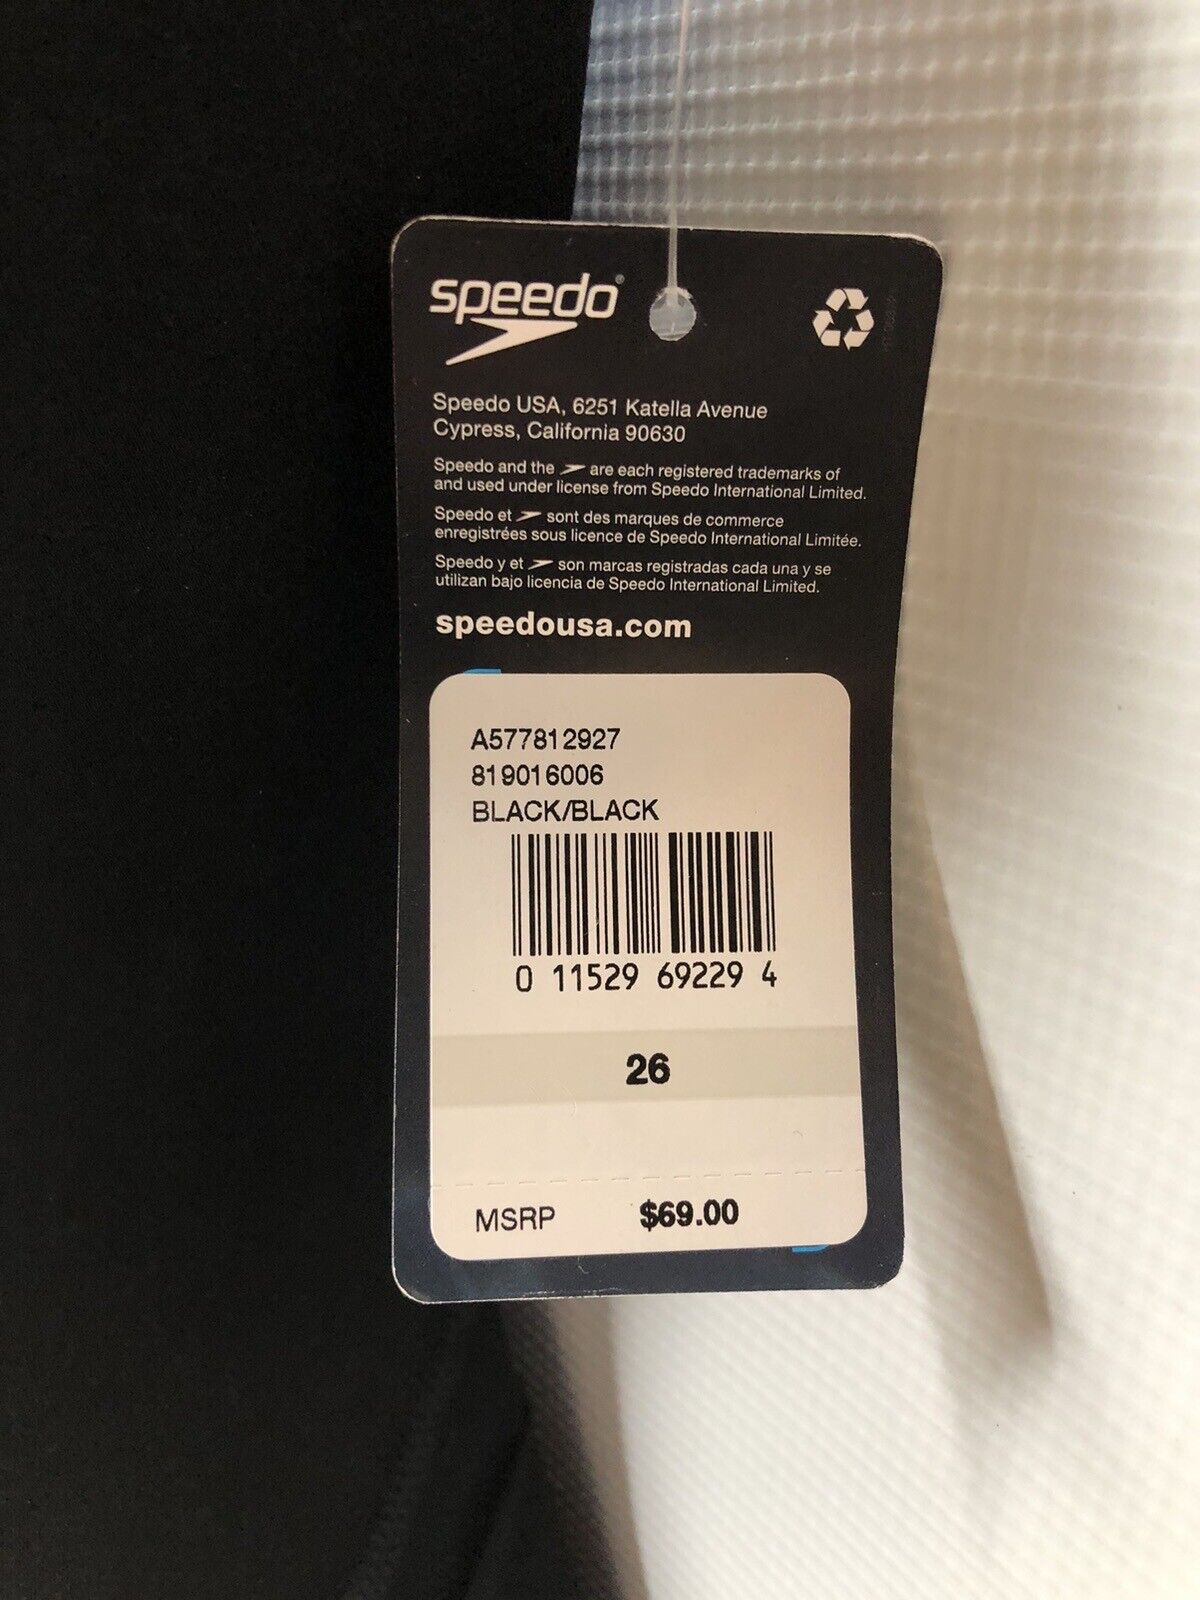 speedo®
Speedo USA, 6251 Katella Avenue
Cypress, California 90630
Speedo and the are each registered trademarks of
and used under license from Speedo International Limited.
Speedo et sont des marques de commerce
enregistrées sous licence de Speedo International Limitée.
Speedo y et son marcas registradas cada una y se
utilizan bajo licencia de Speedo International Limited.
speedousa.com
A577812927
819016006
BLACK/BLACK
0 11529 69229 4
26
MSRP $69.00